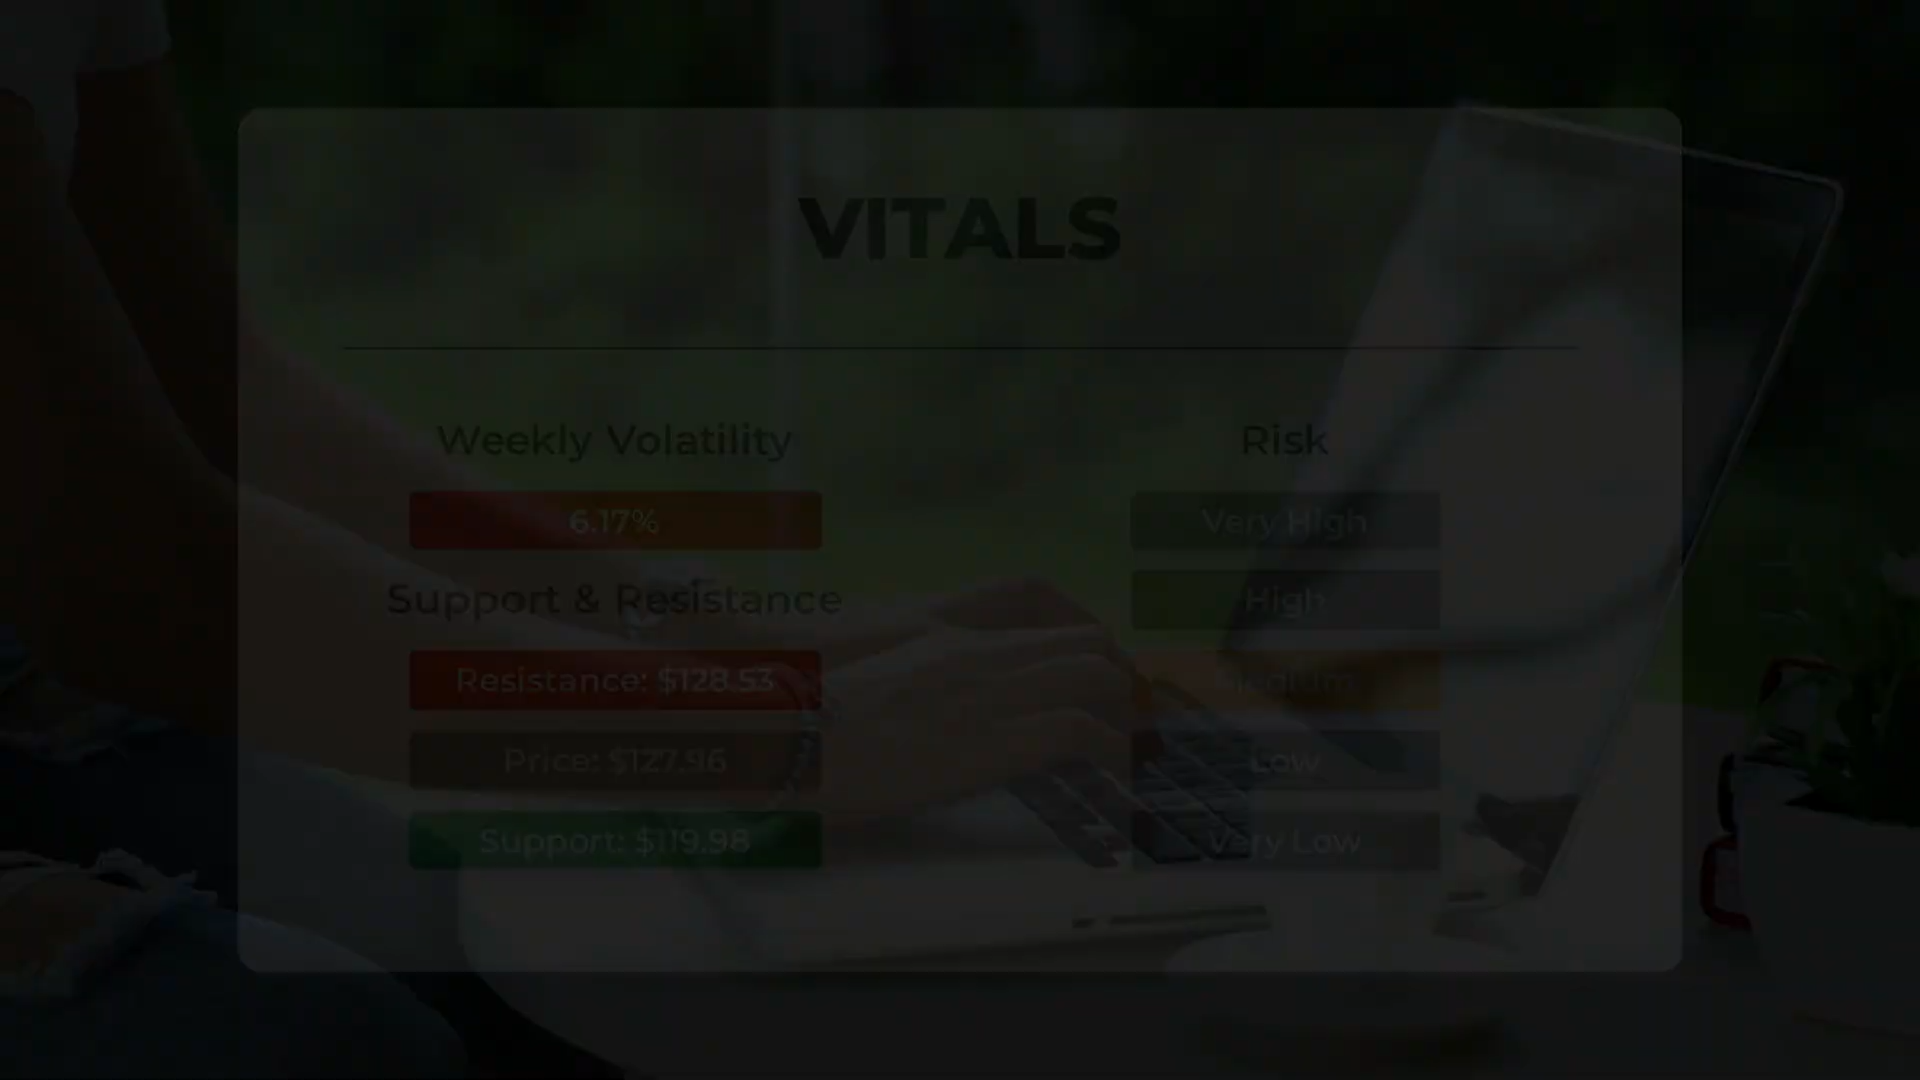 VITALS
Weekly Volatility
6.17%
Support & Resistance
Resistance: $128.53
Price: $127.96
Support: $119.98
Risk
Very High
High
Medium
Low
Very Low